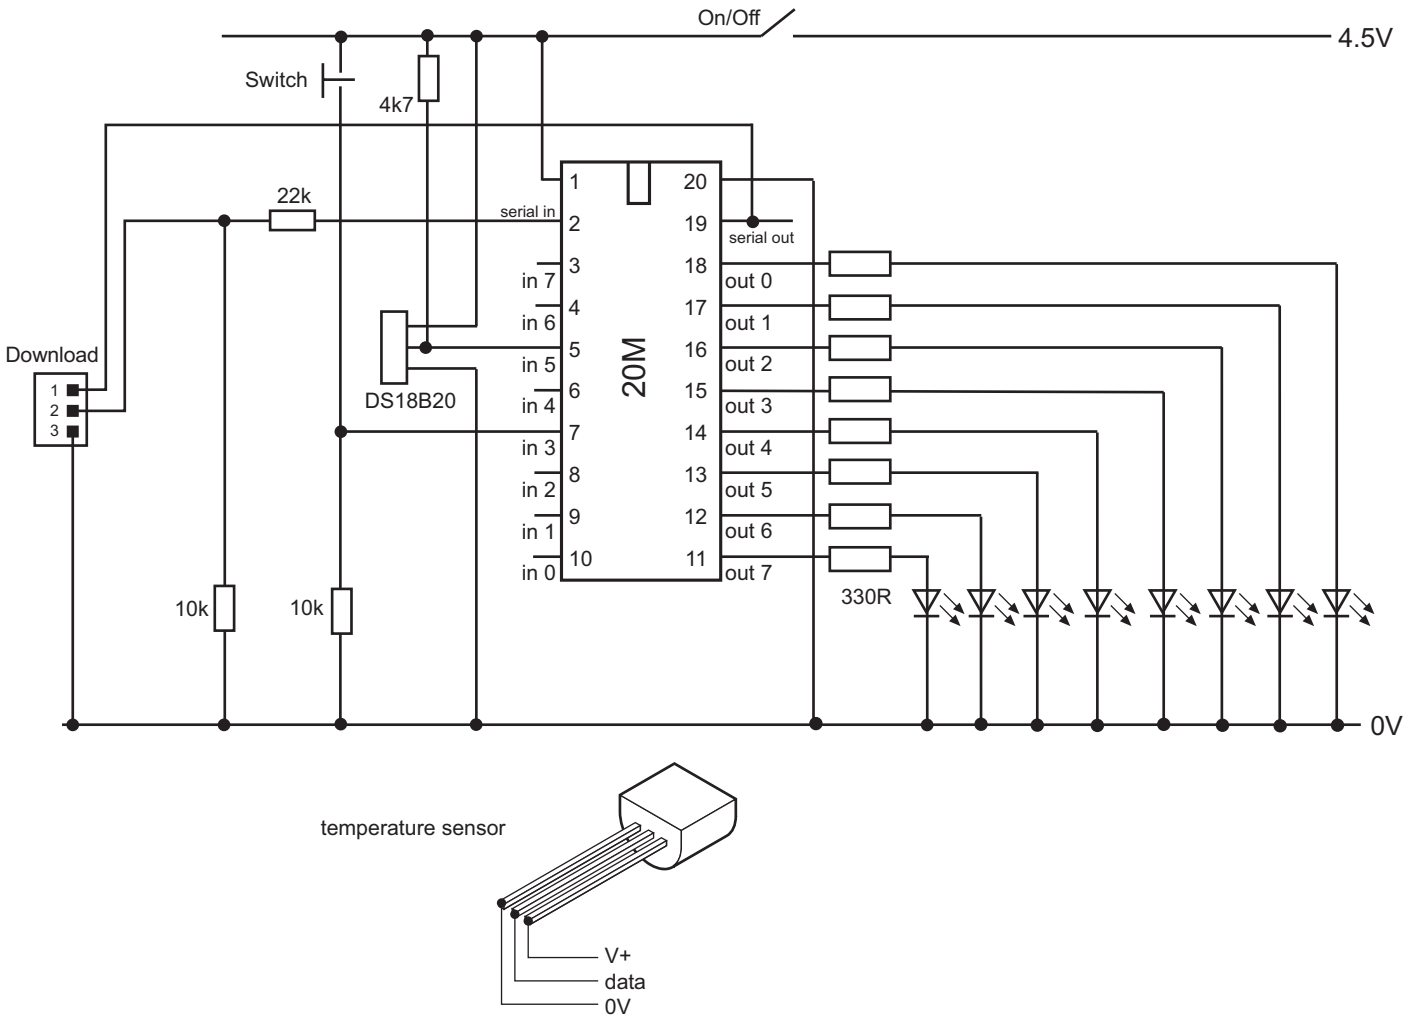 On/Off
4.5V
Switch
4k7
22k
serial in
serial out
1
2
3
in 7
4
in 6
5
in 5
6
in 4
7
in 3
8
in 2
9
in 1
10
in 0
20M
20
19
18
out 0
17
out 1
16
out 2
15
out 3
14
out 4
13
out 5
12
out 6
11
out 7
Download
1
2
3
DS18B20
10k
10k
330R
0V
temperature sensor
V+
data
0V